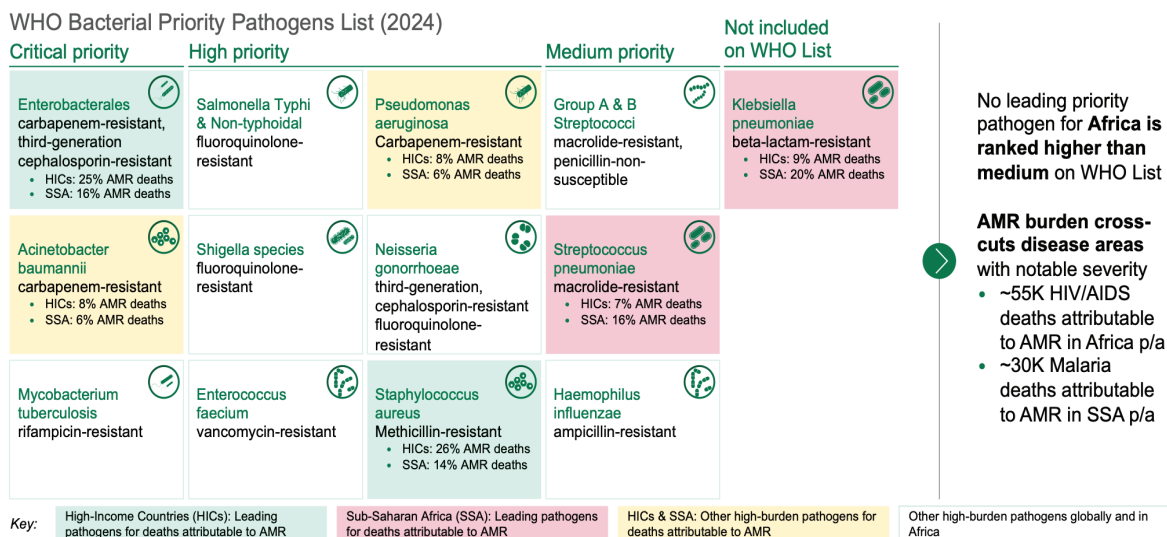 WHO Bacterial Priority Pathogens List (2024)
Critical priority
High priority
Medium priority
Not included
on WHO List
Enterobacterales
carbapenem-resistant,
third-generation
cephalosporin-resistant
• HICs: 25% AMR deaths
• SSA: 16% AMR deaths
Salmonella Typhi
& Non-typhoidal
fluoroquinolone-
resistant
Pseudomonas
aeruginosa
Carbapenem-resistant
• HICs: 8% AMR deaths
• SSA: 6% AMR deaths
Group A & B
Streptococci
macrolide-resistant,
penicillin-non-
susceptible
Klebsiella
pneumoniae
beta-lactam-resistant
• HICs: 9% AMR deaths
• SSA: 20% AMR deaths
Acinetobacter
baumannii
carbapenem-resistant
• HICs: 8% AMR deaths
• SSA: 6% AMR deaths
Shigella species
fluoroquinolone-
resistant
Neisseria
gonorrhoeae
third-generation,
cephalosporin-resistant
fluoroquinolone-
resistant
Streptococcus
pneumoniae
macrolide-resistant
• HICs: 7% AMR deaths
• SSA: 16% AMR deaths
Mycobacterium
tuberculosis
rifampicin-resistant
Enterococcus
faecium
vancomycin-resistant
Staphylococcus
aureus
Methicillin-resistant
• HICs: 26% AMR deaths
• SSA: 14% AMR deaths
Haemophilus
influenzae
ampicillin-resistant
No leading priority
pathogen for Africa is
ranked higher than
medium on WHO List
AMR burden cross-
cuts disease areas
with notable severity
• ~55K HIV/AIDS
deaths attributable
to AMR in Africa p/a
• ~30K Malaria
deaths attributable
to AMR in SSA p/a
Key:
High-Income Countries (HICs): Leading
pathogens for deaths attributable to AMR
Sub-Saharan Africa (SSA): Leading pathogens
for deaths attributable to AMR
HICs & SSA: Other high-burden pathogens for
deaths attributable to AMR
Other high-burden pathogens globally and in
Africa